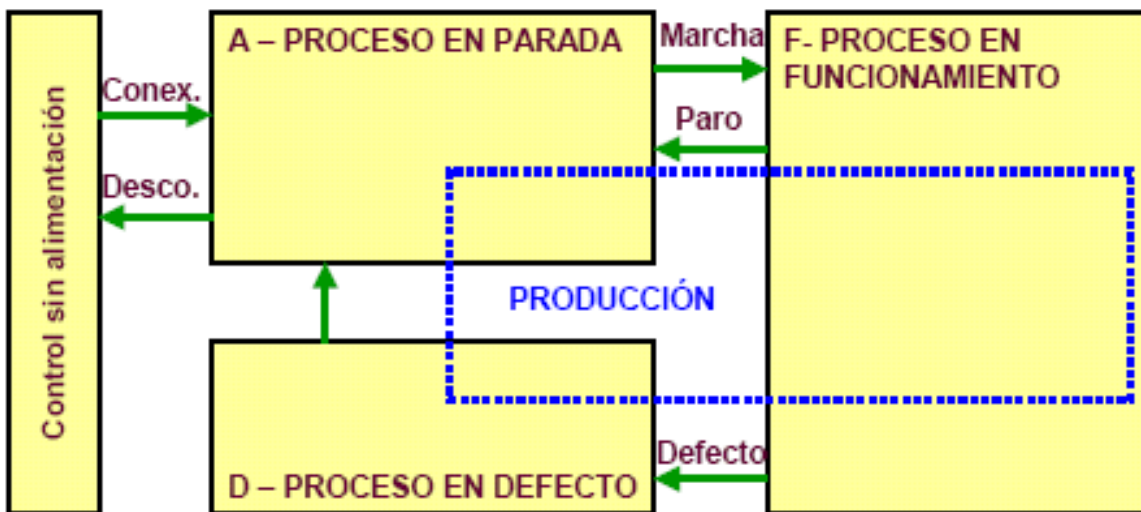 Control sin alimentación
Conex.
Desco.
A – PROCESO EN PARADA
Marcha
Paro
F- PROCESO EN
FUNCIONAMIENTO
PRODUCCIÓN
D – PROCESO EN DEFECTO
Defecto